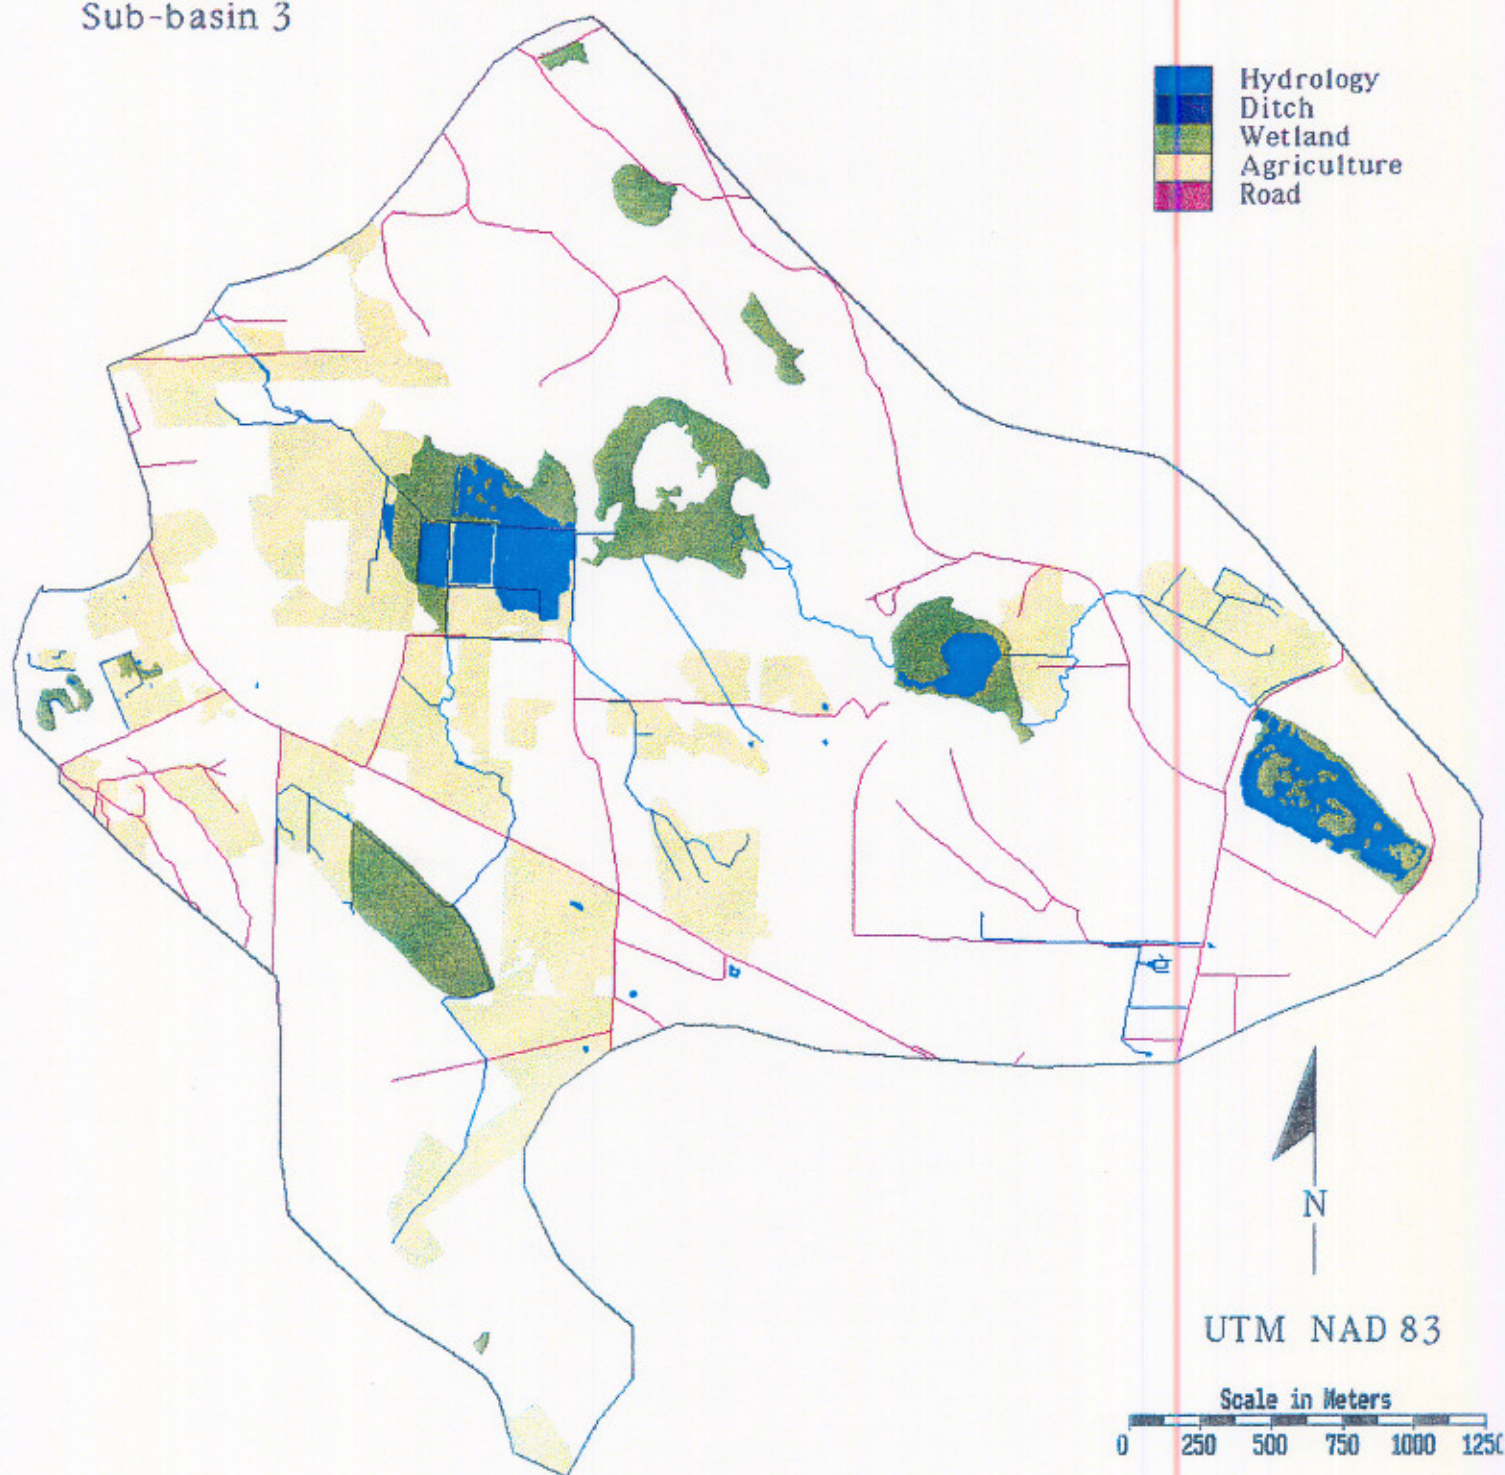 Sub-basin 3
Hydrology
Ditch
Wetland
Agriculture
Road
N
UTM NAD 83
Scale in Meters
0 250 500 750 1000 125